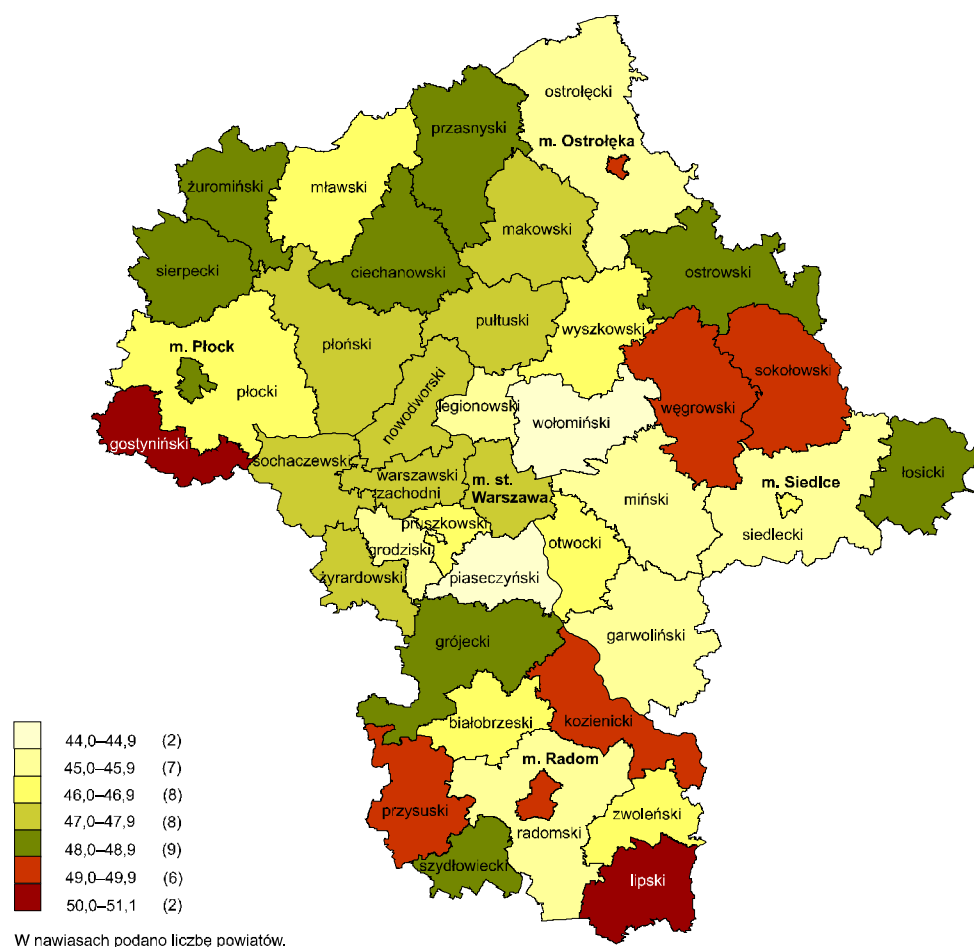 ostrołęcki
przasnyski
m. Ostrołęka
żuromiński
mławski
makowski
sierpecki
ciechanowski
ostrowski
pułtuski
wyszkowski
płoński
m. Płock
sokołowski
płocki
nowodworski
legionowski
wołomiński
węgrowski
gostyniński
sochaczewski
warszawski
zachodni
m. st.
Warszawa
miński
m. Siedlce
łosicki
siedlecki
pruszkowski
grodziski
otwocki
żyrardowski
piaseczyński
garwoliński
grójecki
białobrzeski
kozienicki
m. Radom
przysuski
radomski
zwoleński
szydłowiecki
lipski
44,0–44,9 (2)
45,0–45,9 (7)
46,0–46,9 (8)
47,0–47,9 (8)
48,0–48,9 (9)
49,0–49,9 (6)
50,0–51,1 (2)
W nawiasach podano liczbę powiatów.